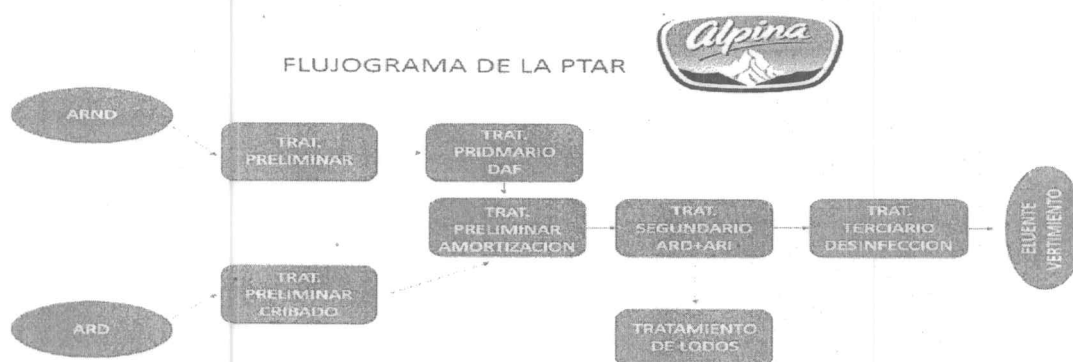 Alpina
FLUJOGRAMA DE LA PTAR
ARND
TRAT.
PRELIMINAR
TRAT.
PRIDMARIO
DAF
TRAT.
PRELIMINAR
AMORTIZACION
TRAT.
SEGUNDARIO
ARD+ARI
TRAT.
TERCIARIO
DESINFECCION
ELUENTE
VERTIMIENTO
ARD
TRAT.
PRELIMINAR
CRIBADO
TRATAMIENTO
DE LODOS